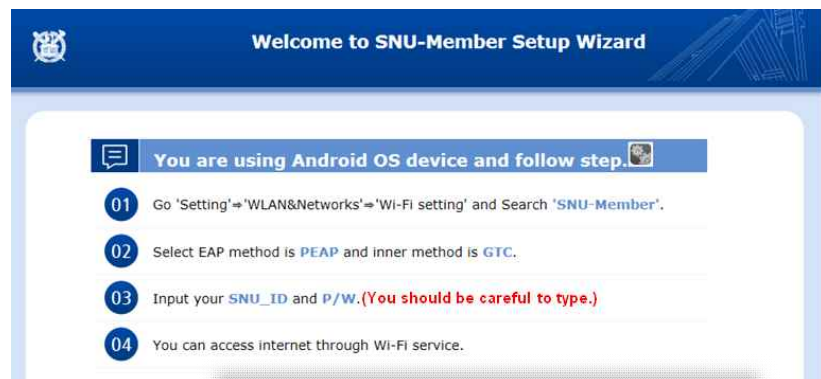 Welcome to SNU-Member Setup Wizard
You are using Android OS device and follow step.
01 Go 'Setting'⇒'WLAN&Networks'⇒'Wi-Fi setting' and Search 'SNU-Member'.
02 Select EAP method is PEAP and inner method is GTC.
03 Input your SNU_ID and P/W.(You should be careful to type.)
04 You can access internet through Wi-Fi service.